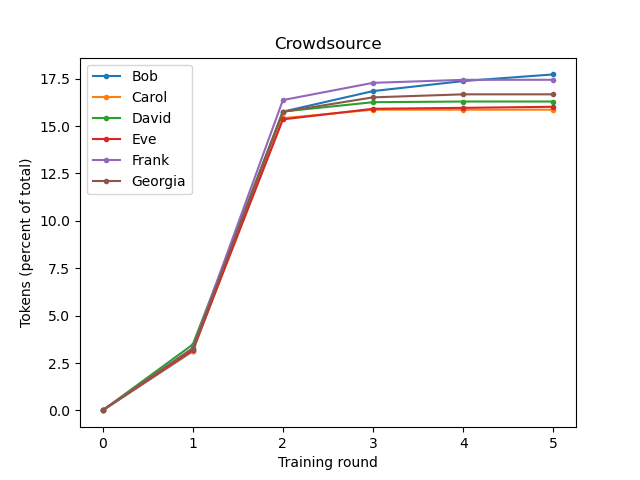 Crowdsource
Bob
Carol
David
Eve
Frank
Georgia
Tokens (percent of total)
17.5
15.0
12.5
10.0
7.5
5.0
2.5
0.0
0 1 2 3 4 5
Training round